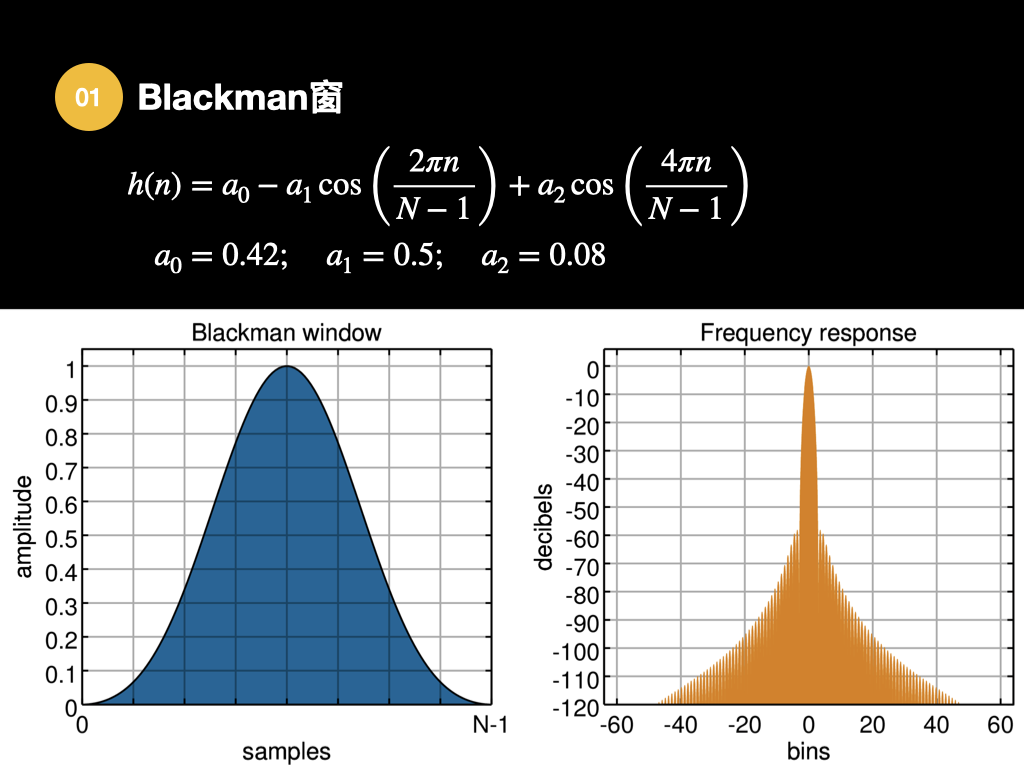 01
Blackman窗
h(n) = a₀ − a₁ cos (2πn / (N − 1)) + a₂ cos (4πn / (N − 1))
a₀ = 0.42; a₁ = 0.5; a₂ = 0.08
Blackman window
amplitude
1
0.9
0.8
0.7
0.6
0.5
0.4
0.3
0.2
0.1
0
0 N-1
samples
Frequency response
decibels
0
-10
-20
-30
-40
-50
-60
-70
-80
-90
-100
-110
-120
-60 -40 -20 0 20 40 60
bins